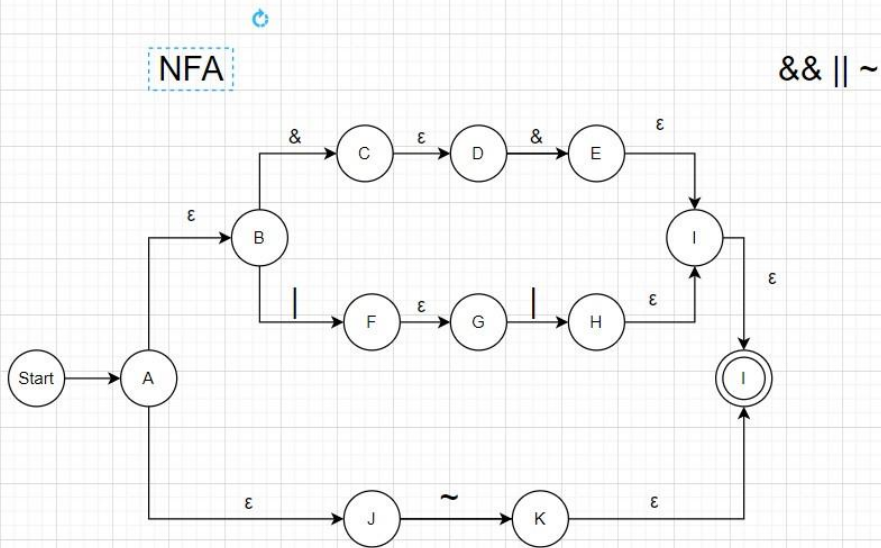 NFA
&& || ~
& ε & ε
C D E
ε
B I
| ε | ε ε
F G H
Start A I
ε ~ ε
J K